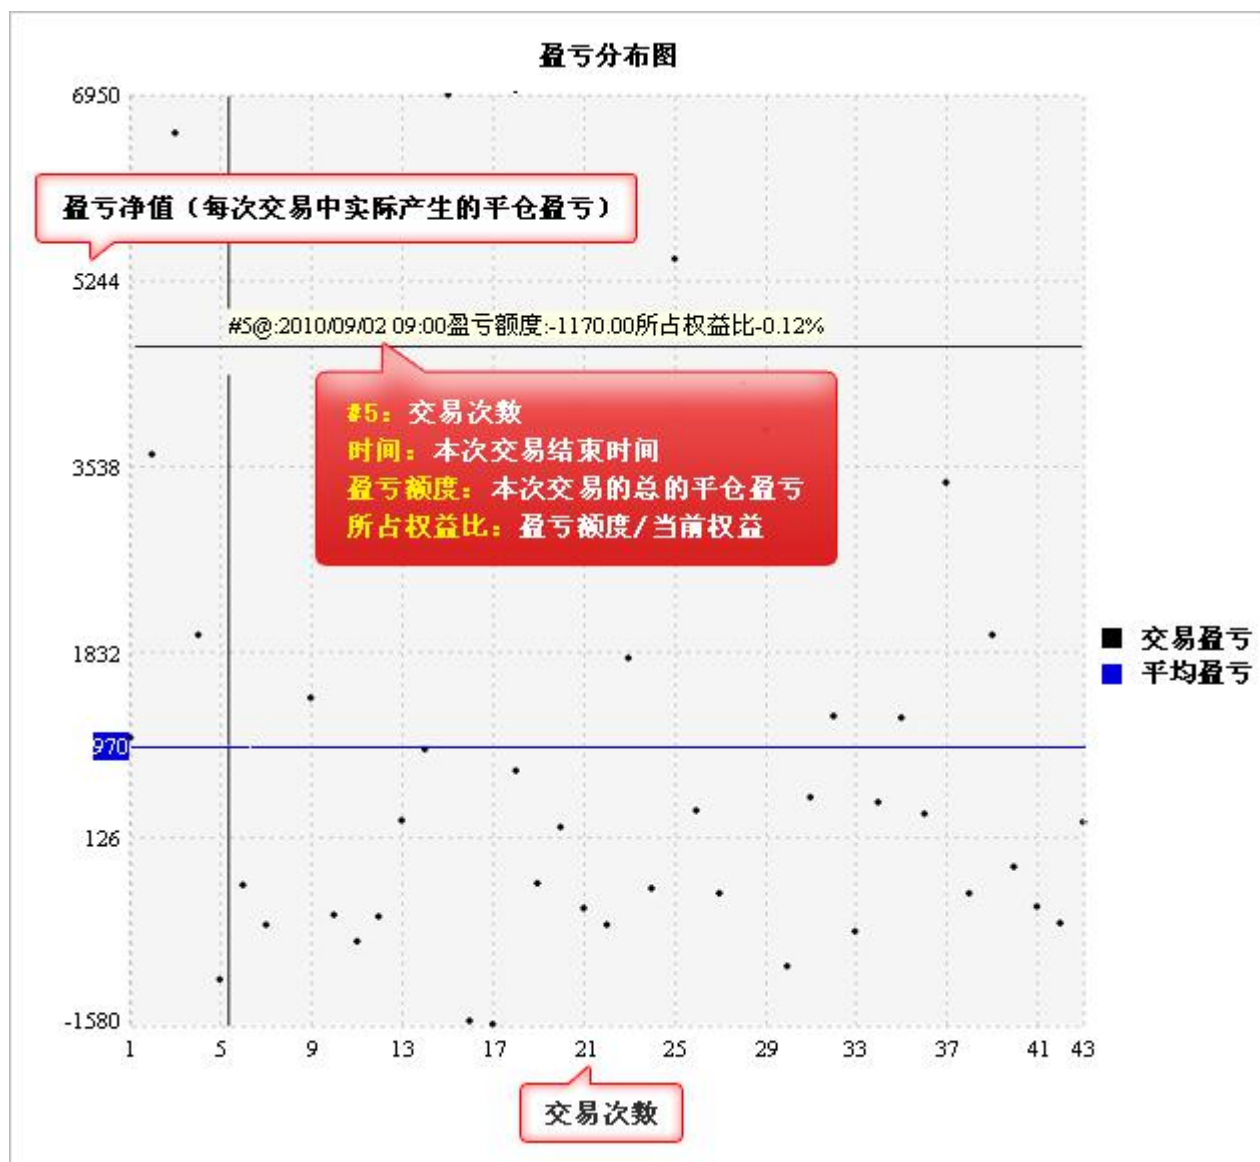 盈亏分布图
6950
盈亏净值（每次交易中实际产生的平仓盈亏）
5244
#5@:2010/09/02 09:00盈亏额度:-1170.00所占权益比-0.12%
#5：交易次数
时间：本次交易结束时间
盈亏额度：本次交易的总的平仓盈亏
所占权益比：盈亏额度/当前权益
3538
1832
交易盈亏
平均盈亏
970
126
-1580
1 5 9 13 17 21 25 29 33 37 41 43
交易次数